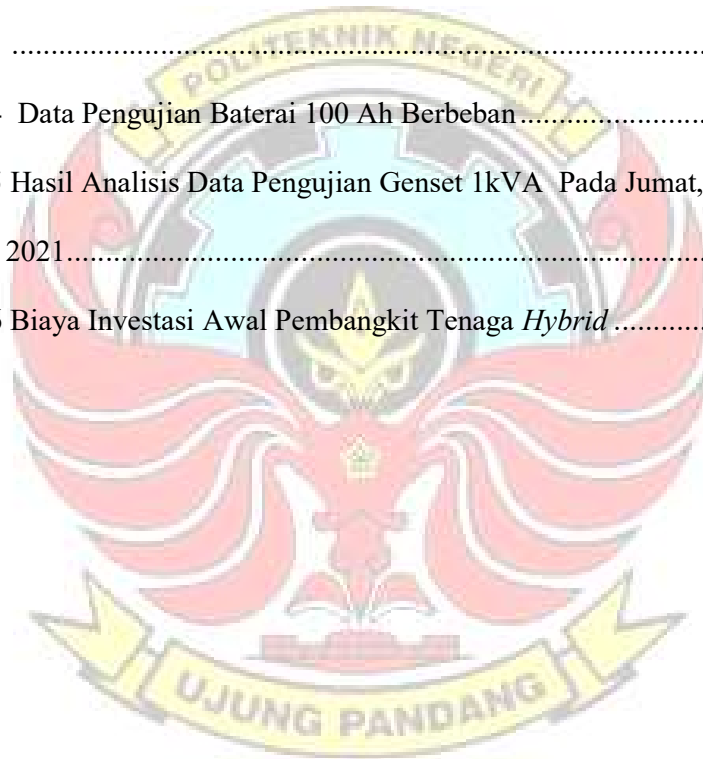 ....................................................................................................
Data Pengujian Baterai 100 Ah Berbeban...........................
Hasil Analisis Data Pengujian Genset 1kVA Pada Jumat,
2021..........................................................................................
Biaya Investasi Awal Pembangkit Tenaga Hybrid ...............
POLITEKNIK NEGERI
UJUNG PANDANG